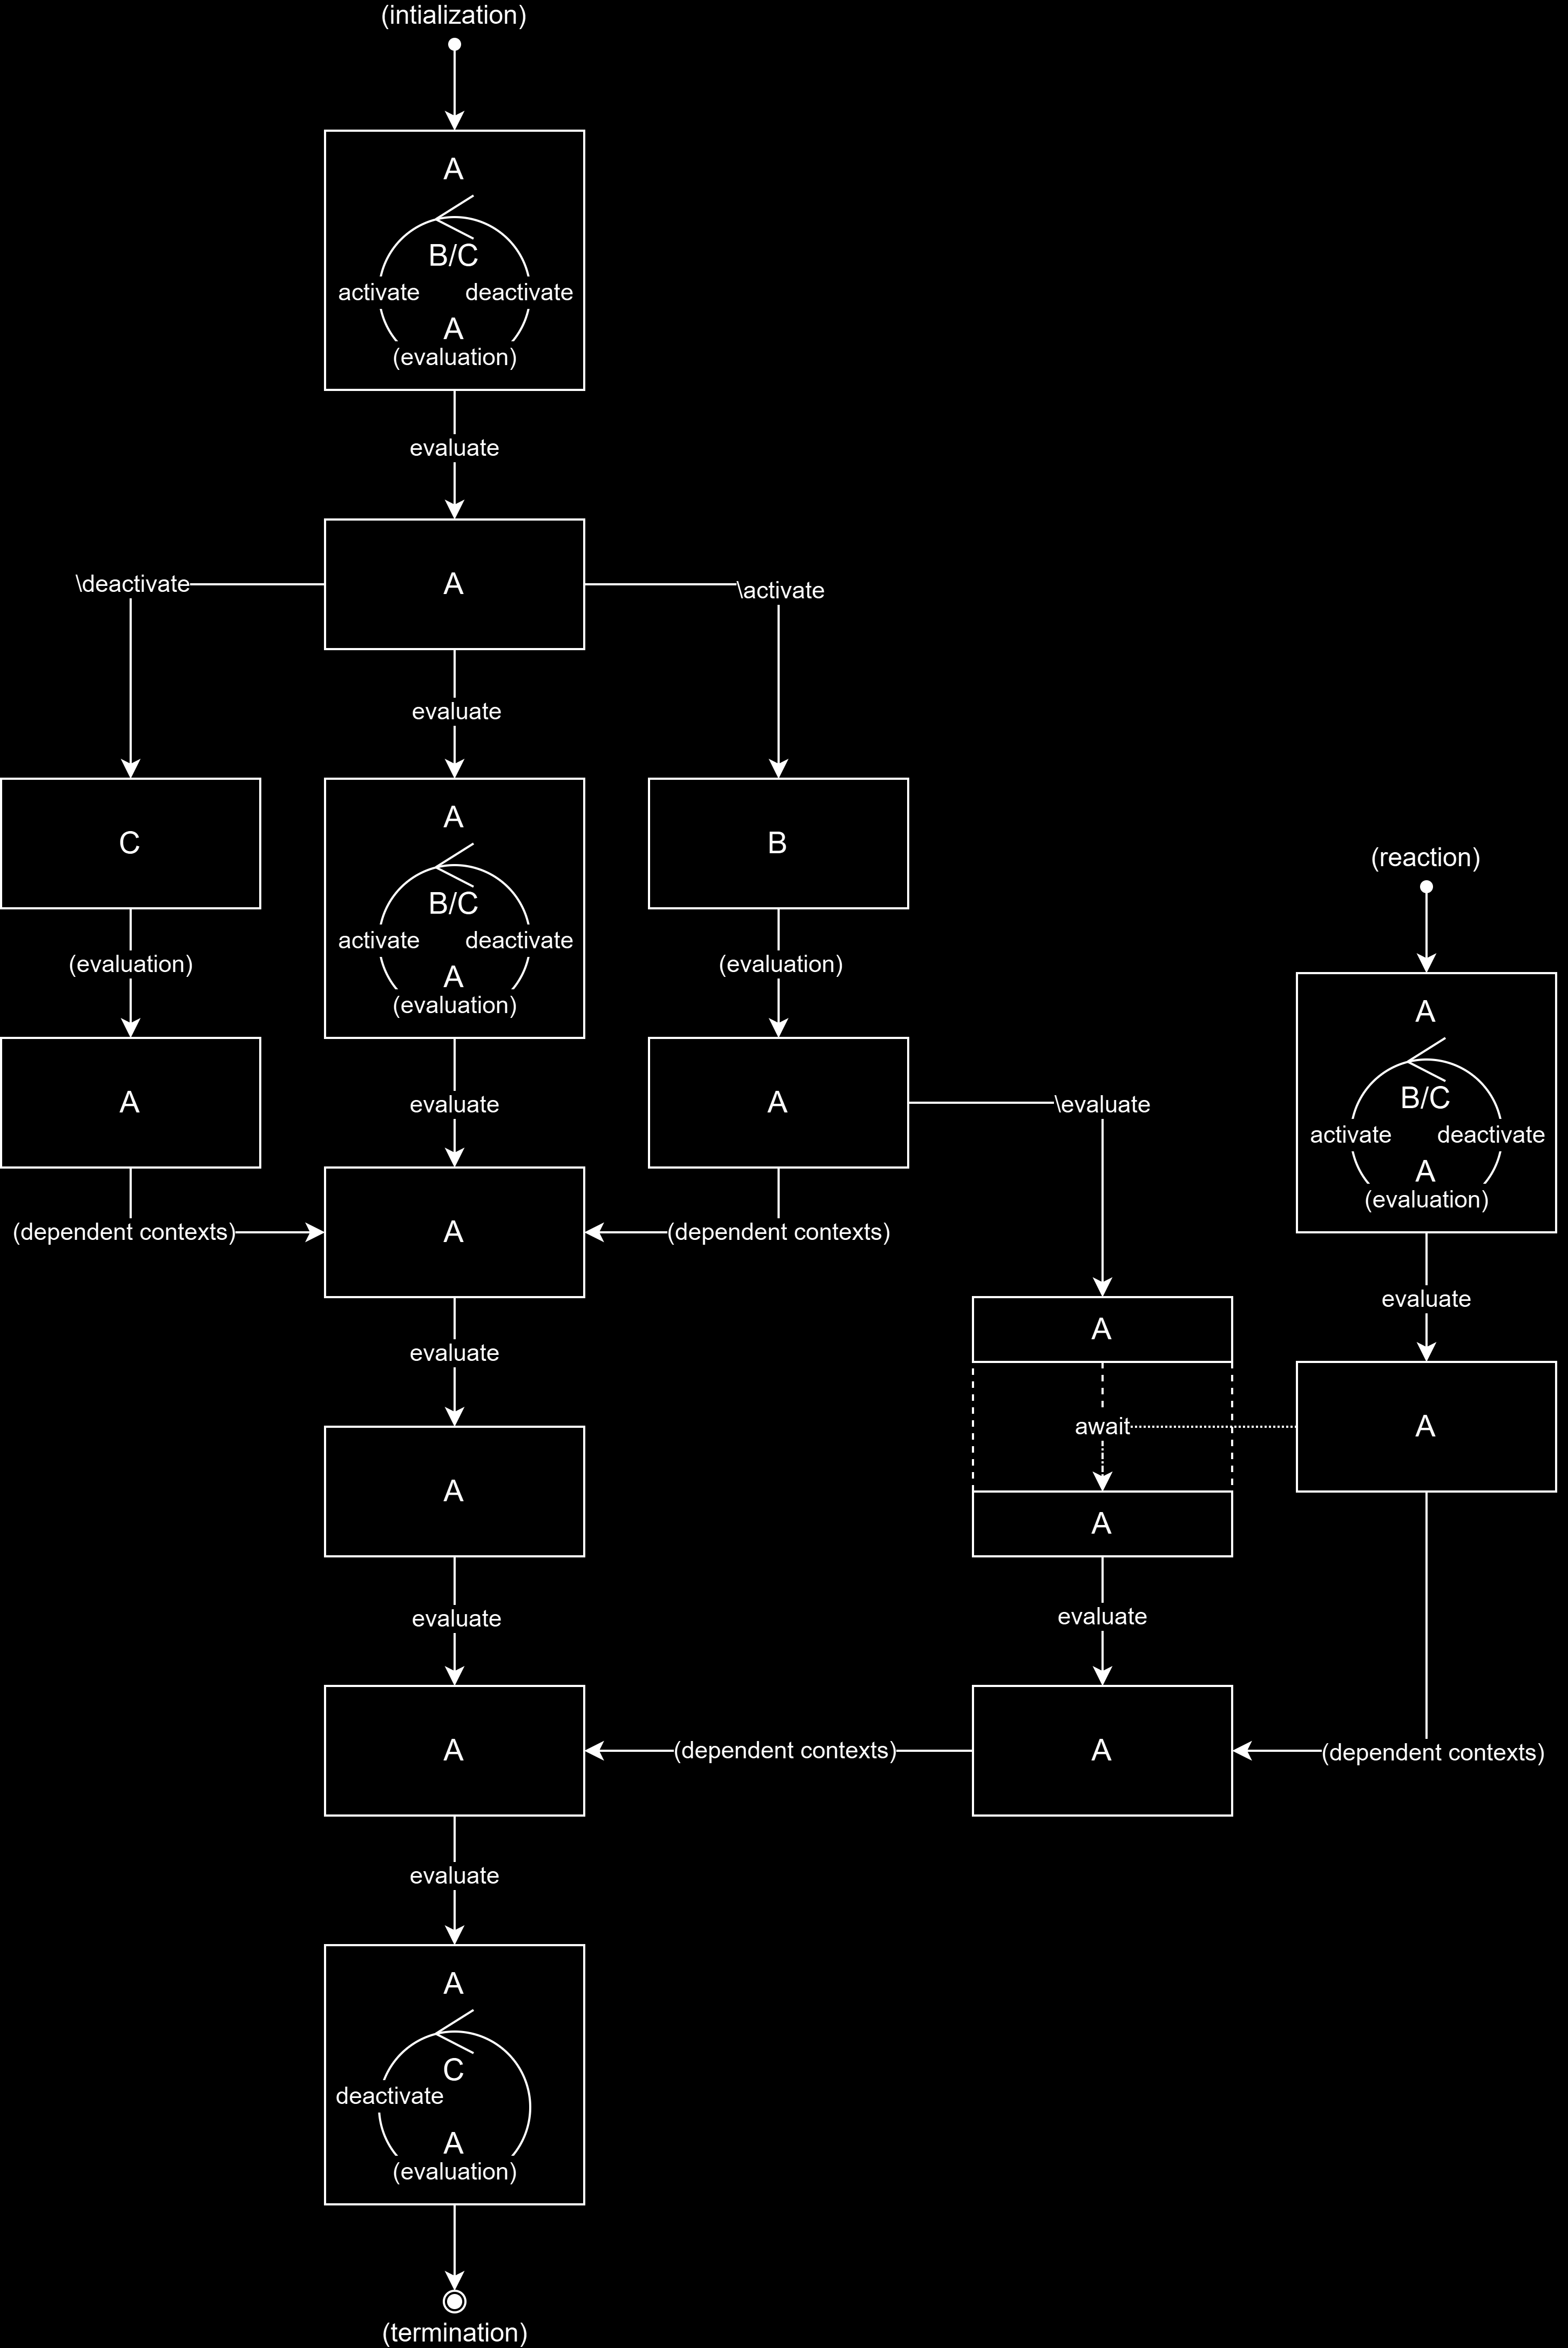 (intialization)
A
B/C
activate
deactivate
A
(evaluation)
evaluate
\deactivate
A
\activate
evaluate
C
A
B/C
activate
deactivate
A
(evaluation)
B
(reaction)
(evaluation)
(evaluation)
A
B/C
activate
deactivate
A
(evaluation)
A
evaluate
A
\evaluate
(dependent contexts)
A
(dependent contexts)
evaluate
A
evaluate
await
A
A
A
evaluate
evaluate
A
(dependent contexts)
A
(dependent contexts)
evaluate
A
C
deactivate
A
(evaluation)
(termination)